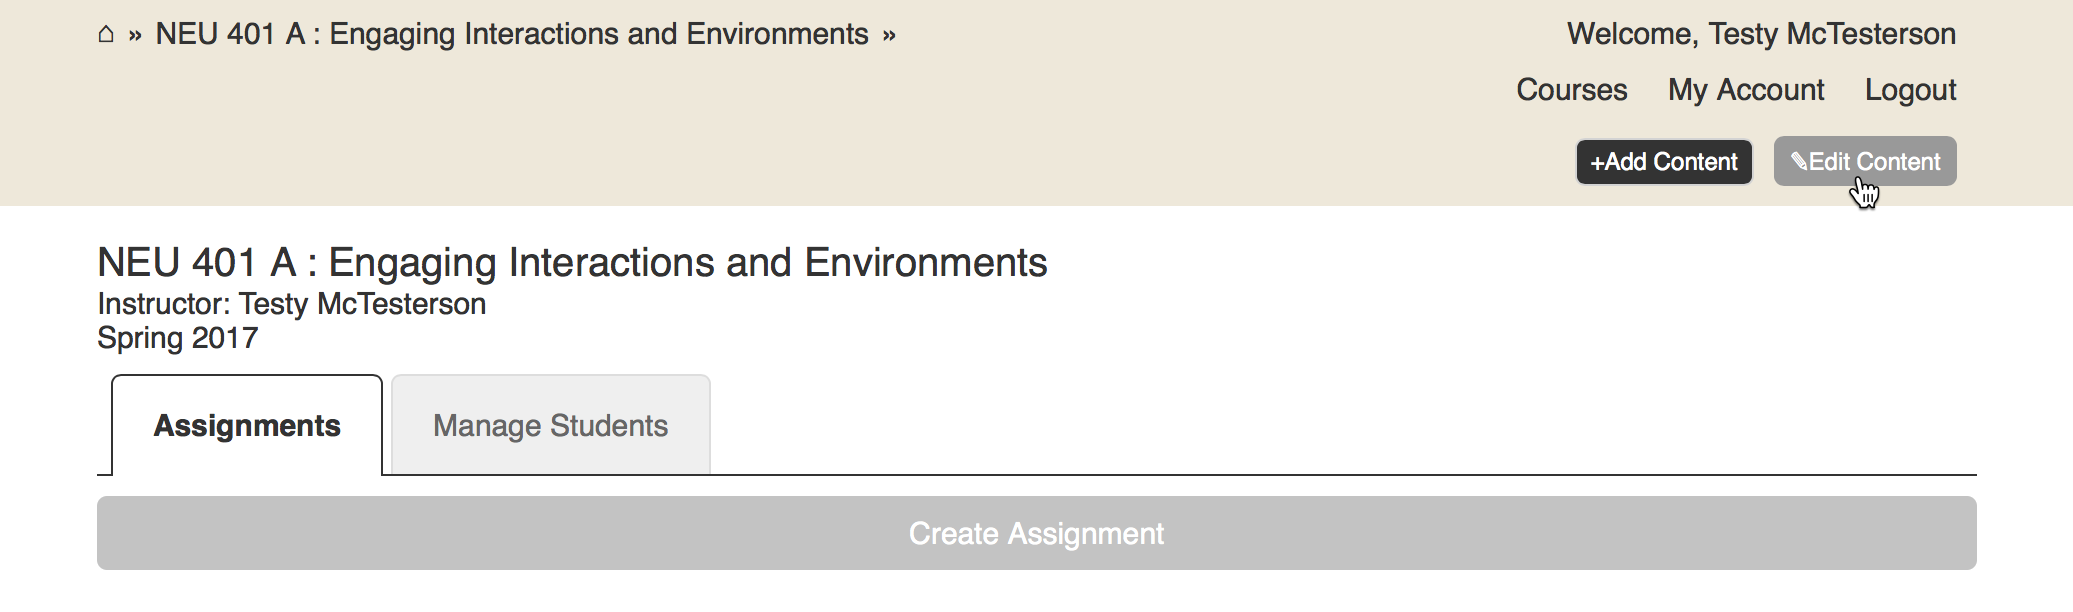 ⌂ » NEU 401 A : Engaging Interactions and Environments »
Welcome, Testy McTesterson
Courses My Account Logout
+Add Content ✎Edit Content
NEU 401 A : Engaging Interactions and Environments
Instructor: Testy McTesterson
Spring 2017
Assignments Manage Students
Create Assignment